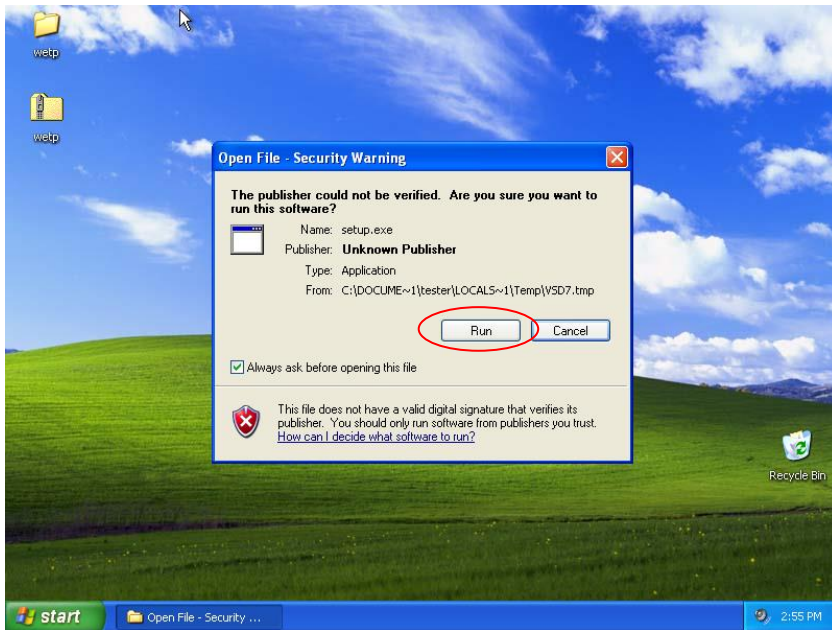 wetp
wetp
Open File - Security Warning
The publisher could not be verified.  Are you sure you want to
run this software?
Name: setup.exe
Publisher: Unknown Publisher
Type: Application
From: C:\DOCUME~1\tester\LOCALS~1\Temp\VSD7.tmp
Run Cancel
Always ask before opening this file
This file does not have a valid digital signature that verifies its
publisher.  You should only run software from publishers you trust.
How can I decide what software to run?
Recycle Bin
start Open File - Security ... 2:55 PM